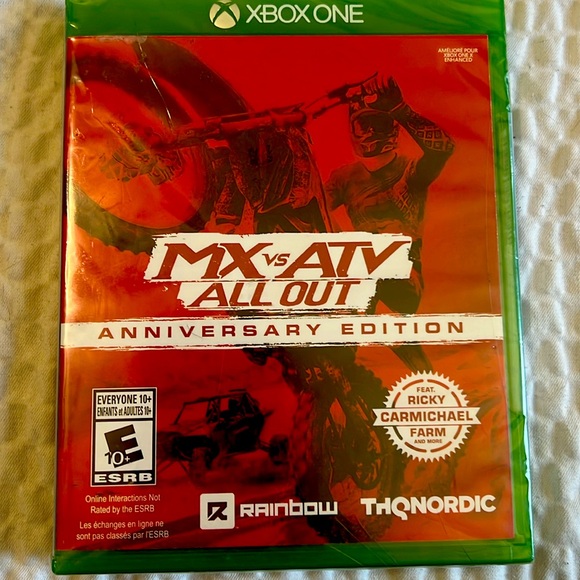 XBOX ONE
AMÉLIORÉ POUR
XBOX ONE X
ENHANCED
MX vs ATV
ALL OUT
ANNIVERSARY EDITION
FEAT.
RICKY
CARMICHAEL
FARM
AND MORE
EVERYONE 10+
ENFANTS et ADULTES 10+
E
10+
ESRB
Online Interactions Not
Rated by the ESRB
Les échanges en ligne ne
sont pas classés par l'ESRB
R RAINBOW
THQNORDIC